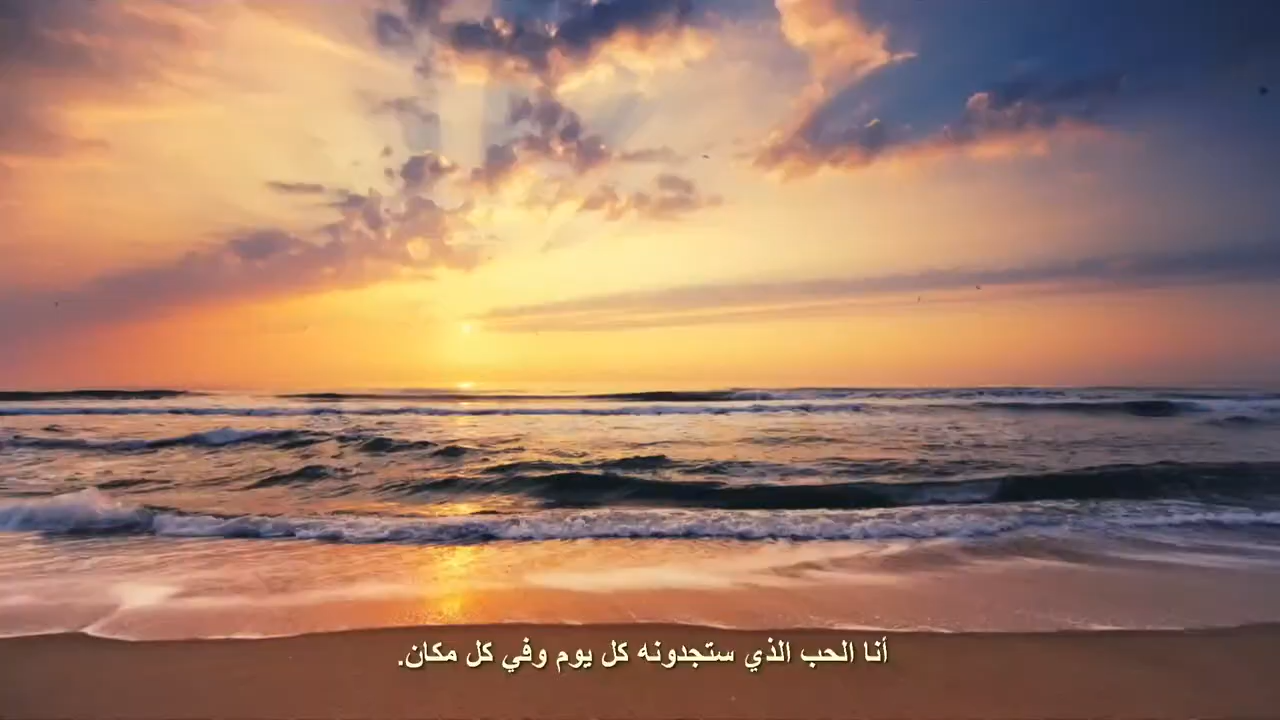 أنا الحب الذي ستجدونه كل يوم وفي كل مكان.